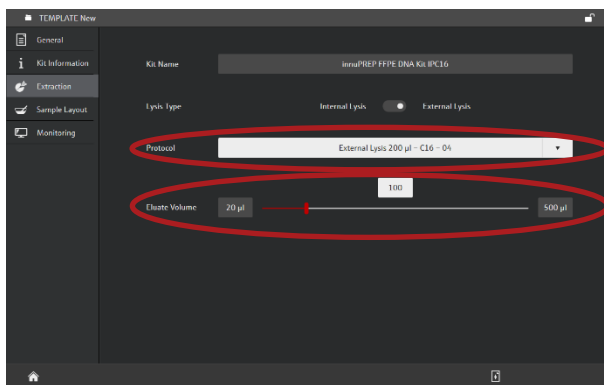 TEMPLATE New
General
Kit Information
Extraction
Sample Layout
Monitoring
Kit Name innuPREP FFPE DNA Kit IPC16
Lysis Type Internal Lysis External Lysis
Protocol External Lysis 200 µl – C16 – 04
100
Eluate Volume 20 µl 500 µl